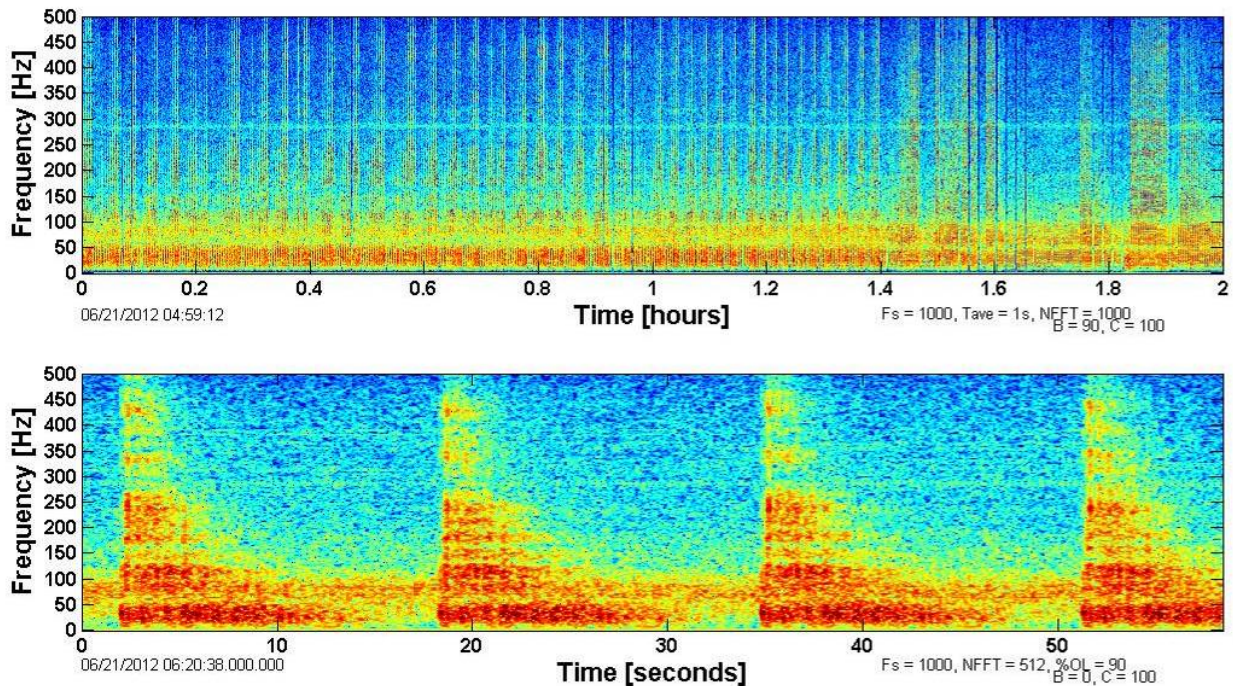 500
450
400
350
300
250
200
150
100
50
0
Frequency [Hz]
0 0.2 0.4 0.6 0.8 1 1.2 1.4 1.6 1.8 2
06/21/2012 04:59:12
Time [hours]
Fs = 1000, Tave = 1s, NFFT = 1000
B = 90, C = 100
500
450
400
350
300
250
200
150
100
50
0
Frequency [Hz]
0 10 20 30 40 50
06/21/2012 06:20:38.000.000
Time [seconds]
Fs = 1000, NFFT = 512, %OL = 90
B = 0, C = 100